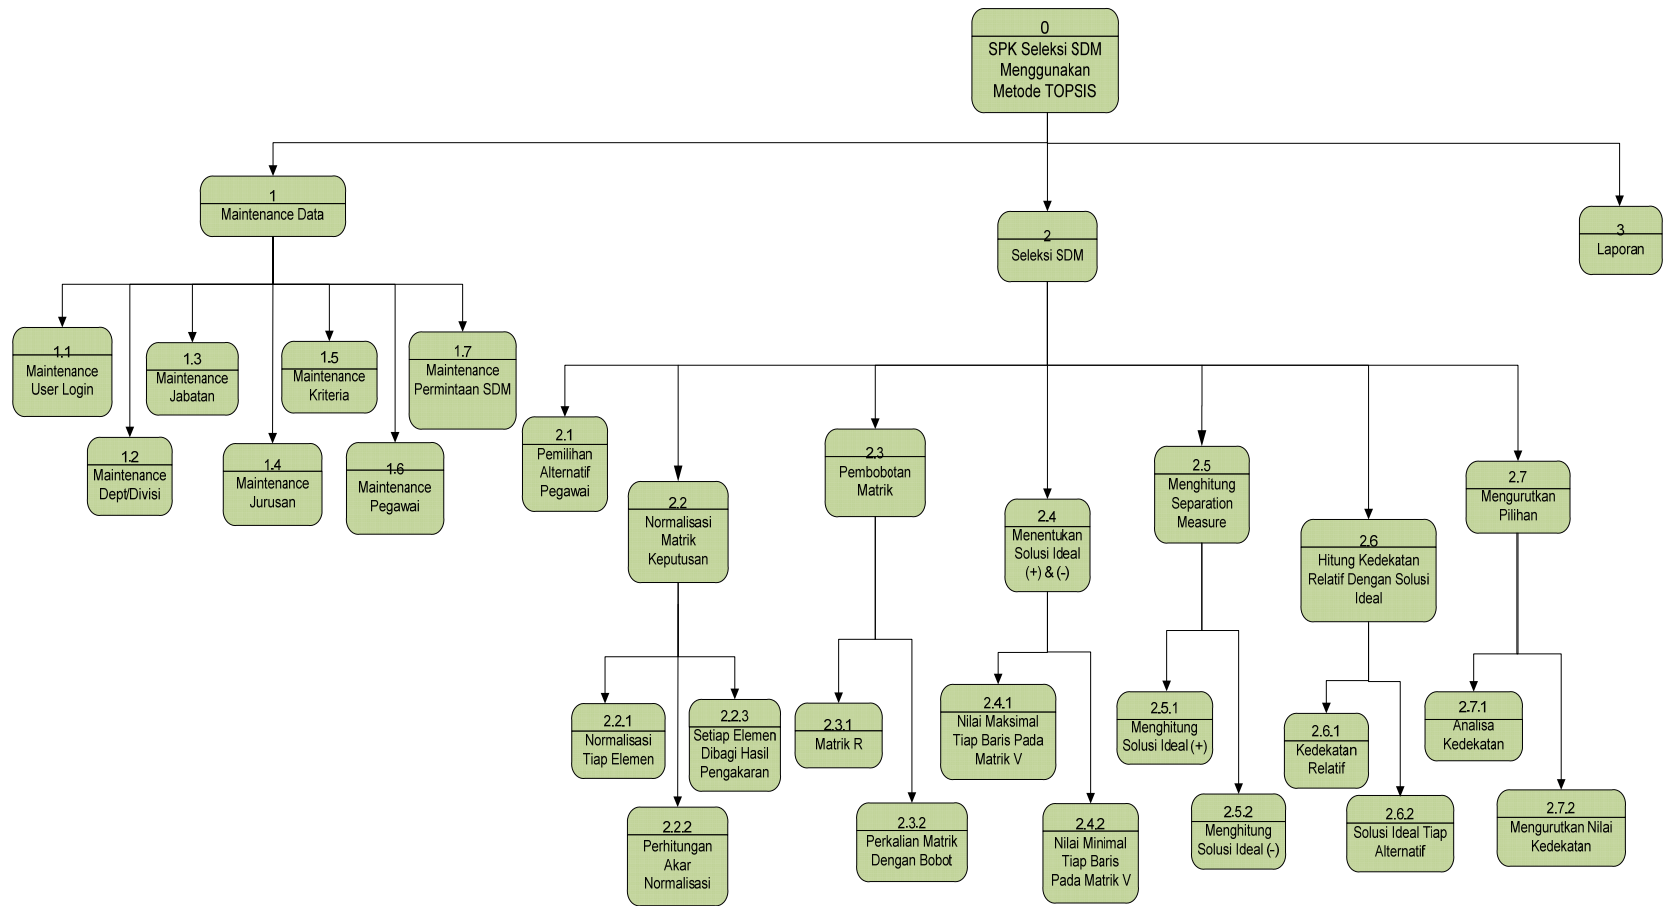 0
SPK Seleksi SDM
Menggunakan
Metode TOPSIS
1
Maintenance Data
2
Seleksi SDM
3
Laporan
1.1
Maintenance
User Login
1.2
Maintenance
Dept/Divisi
1.3
Maintenance
Jabatan
1.4
Maintenance
Jurusan
1.5
Maintenance
Kriteria
1.6
Maintenance
Pegawai
1.7
Maintenance
Permintaan SDM
2.1
Pemilihan
Alternatif
Pegawai
2.2
Normalisasi
Matrik
Keputusan
2.3
Pembobotan
Matrik
2.4
Menentukan
Solusi Ideal
(+) & (-)
2.5
Menghitung
Separation
Measure
2.6
Hitung Kedekatan
Relatif Dengan Solusi
Ideal
2.7
Mengurutkan
Pilihan
2.2.1
Normalisasi
Tiap Elemen
2.2.2
Perhitungan
Akar
Normalisasi
2.2.3
Setiap Elemen
Dibagi Hasil
Pengakaran
2.3.1
Matrik R
2.3.2
Perkalian Matrik
Dengan Bobot
2.4.1
Nilai Maksimal
Tiap Baris Pada
Matrik V
2.4.2
Nilai Minimal
Tiap Baris
Pada Matrik V
2.5.1
Menghitung
Solusi Ideal (+)
2.5.2
Menghitung
Solusi Ideal (-)
2.6.1
Kedekatan
Relatif
2.6.2
Solusi Ideal Tiap
Alternatif
2.7.1
Analisa
Kedekatan
2.7.2
Mengurutkan Nilai
Kedekatan